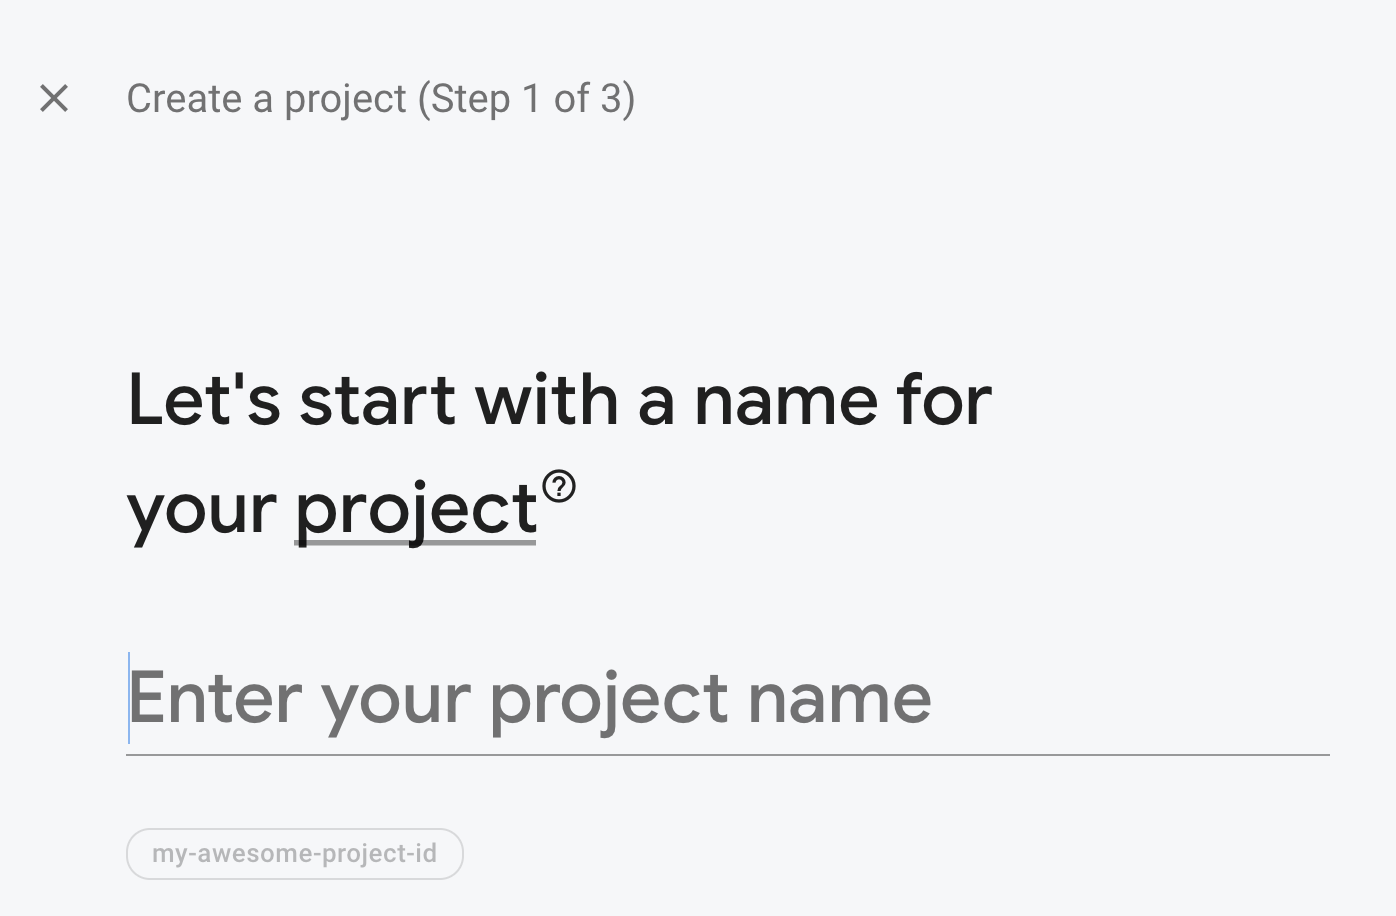 Create a project (Step 1 of 3)
Let's start with a name for
your project
Enter your project name
my-awesome-project-id